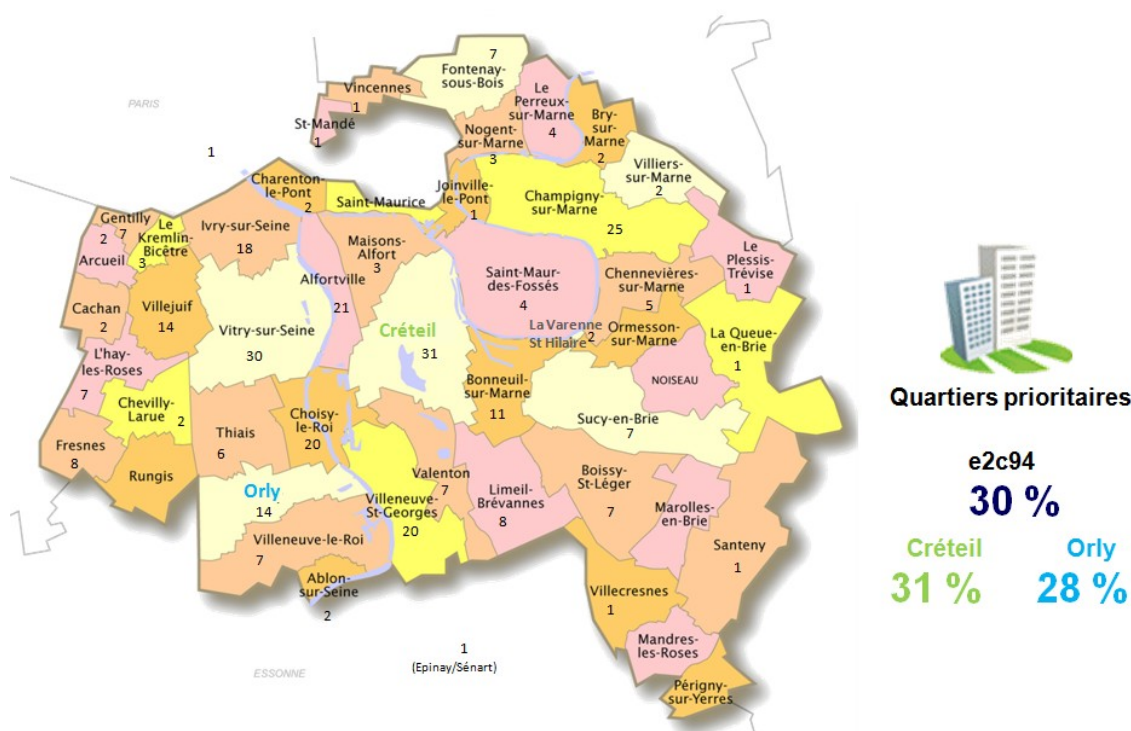 7
Fontenay-
sous-Bois
Vincennes
1
Le
Perreux-
sur-Marne
4
PARIS
St-Mandé
1
Nogent-
sur-Marne
3
Bry-
sur-
Marne
2
1
Villiers-
sur-Marne
2
Charenton-
le-Pont
2
Saint-Maurice
Joinville-
le-Pont
1
Champigny-
sur-Marne
25
Gentilly
7
Le
Kremlin-
Bicêtre
3
2
Arcueil
Ivry-sur-Seine
18
Maisons-
Alfort
3
Alfortville
21
Saint-Maur-
des-Fossés
4
Le
Plessis-
Trévise
1
Chennevières-
sur-Marne
5
Cachan
2
Villejuif
14
Vitry-sur-Seine
30
Créteil
31
La Varenne
St Hilaire
2
Ormesson-
sur-Marne
La Queue-
en-Brie
1
L'hay-
les-Roses
7
NOISEAU
Bonneuil-
sur-Marne
11
Chevilly-
Larue
2
Sucy-en-Brie
7
Thiais
6
Choisy-
le-Roi
20
Fresnes
8
Rungis
Orly
14
Valenton
7
Villeneuve-
St-Georges
20
Limeil-
Brévannes
8
Boissy-
St-Léger
7
Marolles-
en-Brie
Villeneuve-le-Roi
7
Santeny
1
Ablon-
sur-Seine
2
Villecresnes
1
Mandres-
les-Roses
1
(Epinay/Sénart)
ESSONNE
Périgny-
sur-Yerres
Quartiers prioritaires
e2c94
30 %
Créteil Orly
31 % 28 %